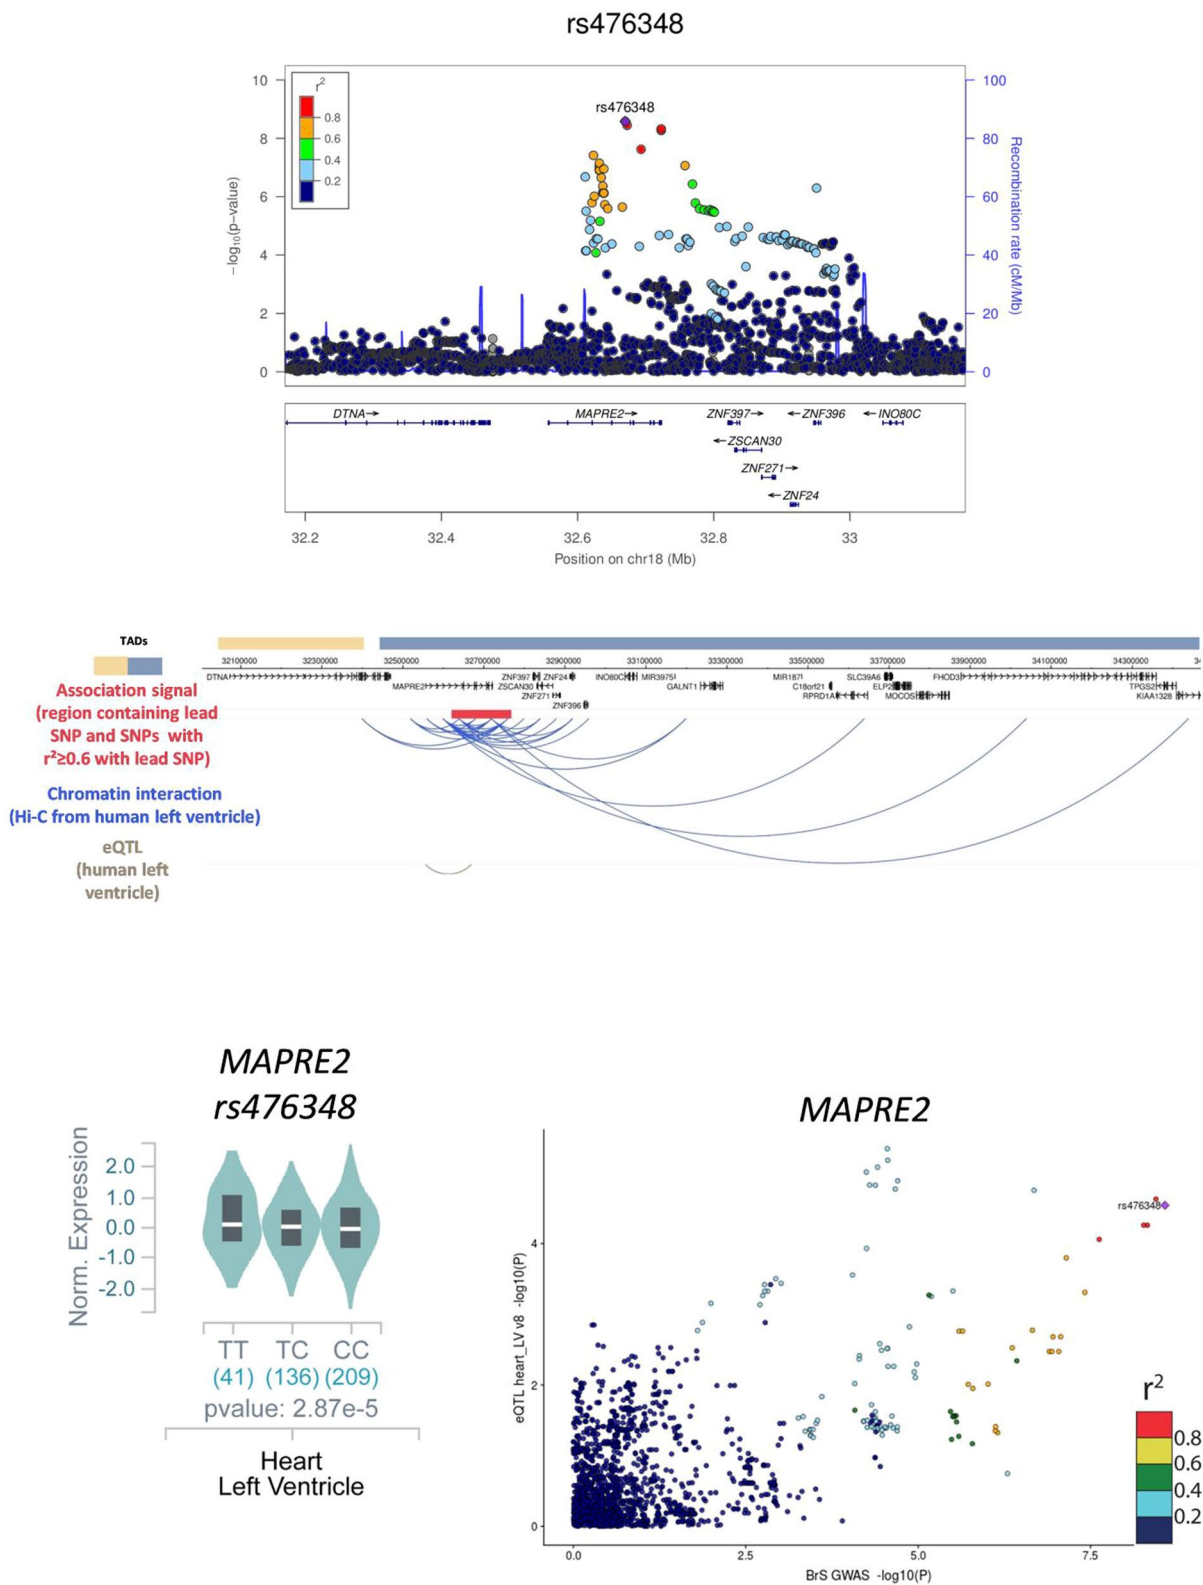 rs476348
r²
0.8
0.6
0.4
0.2
rs476348
10
8
6
4
2
0
−log10(p−value)
100
80
60
40
20
0
Recombination rate (cM/Mb)
DTNA→ MAPRE2→ ZNF397→ ←ZNF396 ←INO80C
←ZSCAN30
ZNF271→
←ZNF24
32.2 32.4 32.6 32.8 33
Position on chr18 (Mb)
TADs
32100000 32300000 32500000 32700000 32900000 33100000 33300000 33500000 33700000 33900000 34100000 34300000 34
DTNA ZNF397 ZNF24 INO80C MIR3975 MIR187 SLC39A6 FHOD3
MAPRE2 ZSCAN30 GALNT1 C18orf21 ELP2 TPGS2
ZNF271 RPRD1A MOCOS KIAA1328
ZNF396
Association signal
(region containing lead
SNP and SNPs with
r²≥0.6 with lead SNP)
Chromatin interaction
(Hi-C from human left ventricle)
eQTL
(human left
ventricle)
MAPRE2
rs476348
Norm. Expression
2.0
1.0
0.0
-1.0
-2.0
TT TC CC
(41) (136) (209)
pvalue: 2.87e-5
Heart
Left Ventricle
MAPRE2
eQTL heart_LV v8 -log10(P)
4
2
0
rs476348
0.0 2.5 5.0 7.5
BrS GWAS -log10(P)
r²
0.8
0.6
0.4
0.2